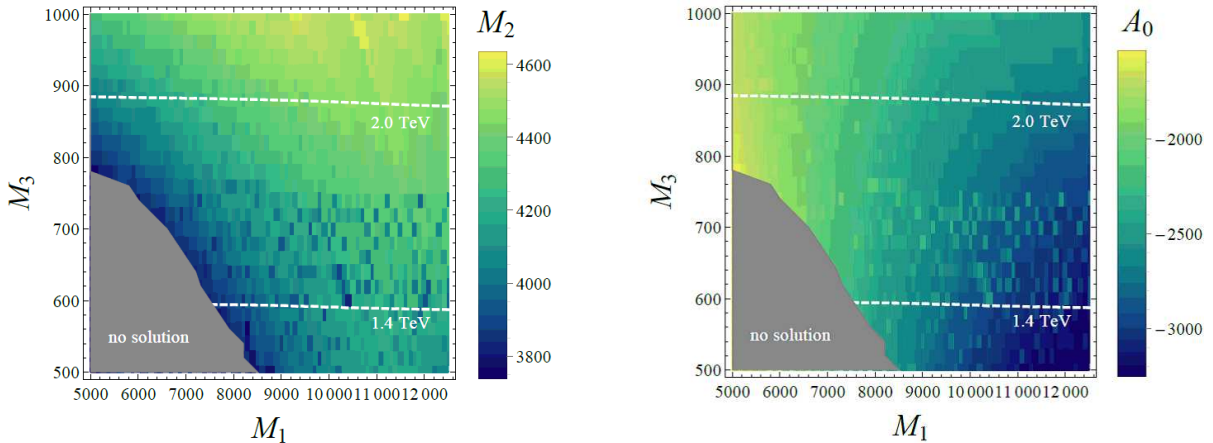 M₂
A₀
1000
900
800
700
600
500
M₃
5000 6000 7000 8000 9000 10 000 11 000 12 000
M₁
2.0 TeV
1.4 TeV
no solution
4600
4400
4200
4000
3800
1000
900
800
700
600
500
M₃
5000 6000 7000 8000 9000 10 000 11 000 12 000
M₁
2.0 TeV
1.4 TeV
no solution
−2000
−2500
−3000